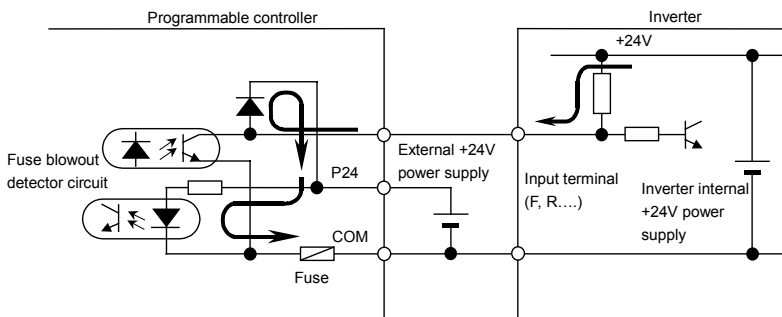 Programmable controller
Inverter
+24V
Fuse blowout
detector circuit
P24
External +24V
power supply
Input terminal
(F, R....)
Inverter internal
+24V power
supply
COM
Fuse